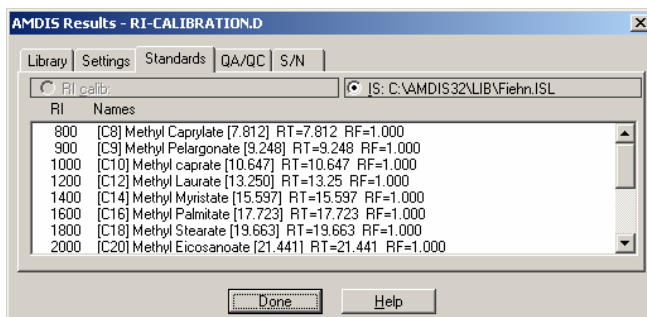 AMDIS Results - RI-CALIBRATION.D
Library Settings Standards QA/QC S/N
RI calib: IS: C:\AMDIS32\LIB\Fiehn.ISL
RI Names
800 [C8] Methyl Caprylate [7.812] RT=7.812 RF=1.000
900 [C9] Methyl Pelargonate [9.248] RT=9.248 RF=1.000
1000 [C10] Methyl caprate [10.647] RT=10.647 RF=1.000
1200 [C12] Methyl Laurate [13.250] RT=13.25 RF=1.000
1400 [C14] Methyl Myristate [15.597] RT=15.597 RF=1.000
1600 [C16] Methyl Palmitate [17.723] RT=17.723 RF=1.000
1800 [C18] Methyl Stearate [19.663] RT=19.663 RF=1.000
2000 [C20] Methyl Eicosanoate [21.441] RT=21.441 RF=1.000
Done Help